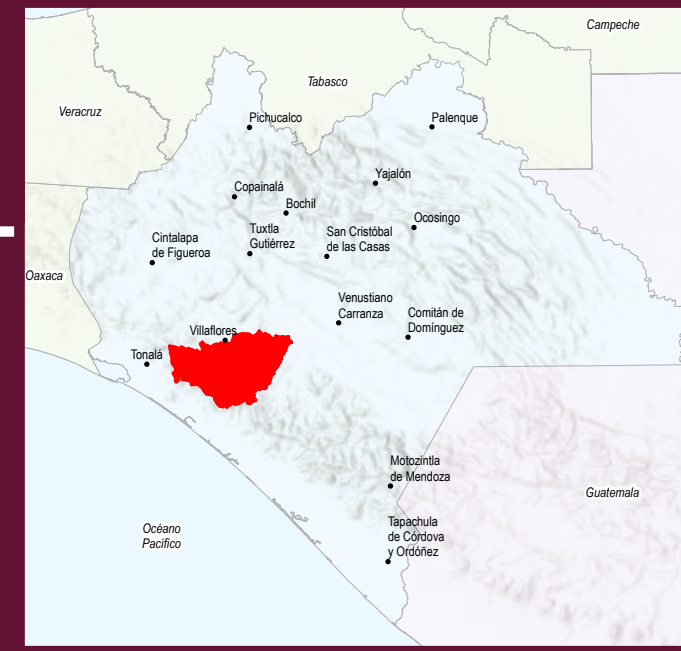 Campeche
Tabasco
Veracruz
Pichucalco
Palenque
Yajalón
Copainalá
Bochil
Ocosingo
Tuxtla
Gutiérrez
San Cristóbal
de las Casas
Cintalapa
de Figueroa
Oaxaca
Venustiano
Carranza
Comitán de
Domínguez
Villaflores
Tonalá
Motozintla
de Mendoza
Guatemala
Océano
Pacífico
Tapachula
de Córdova
y Ordóñez